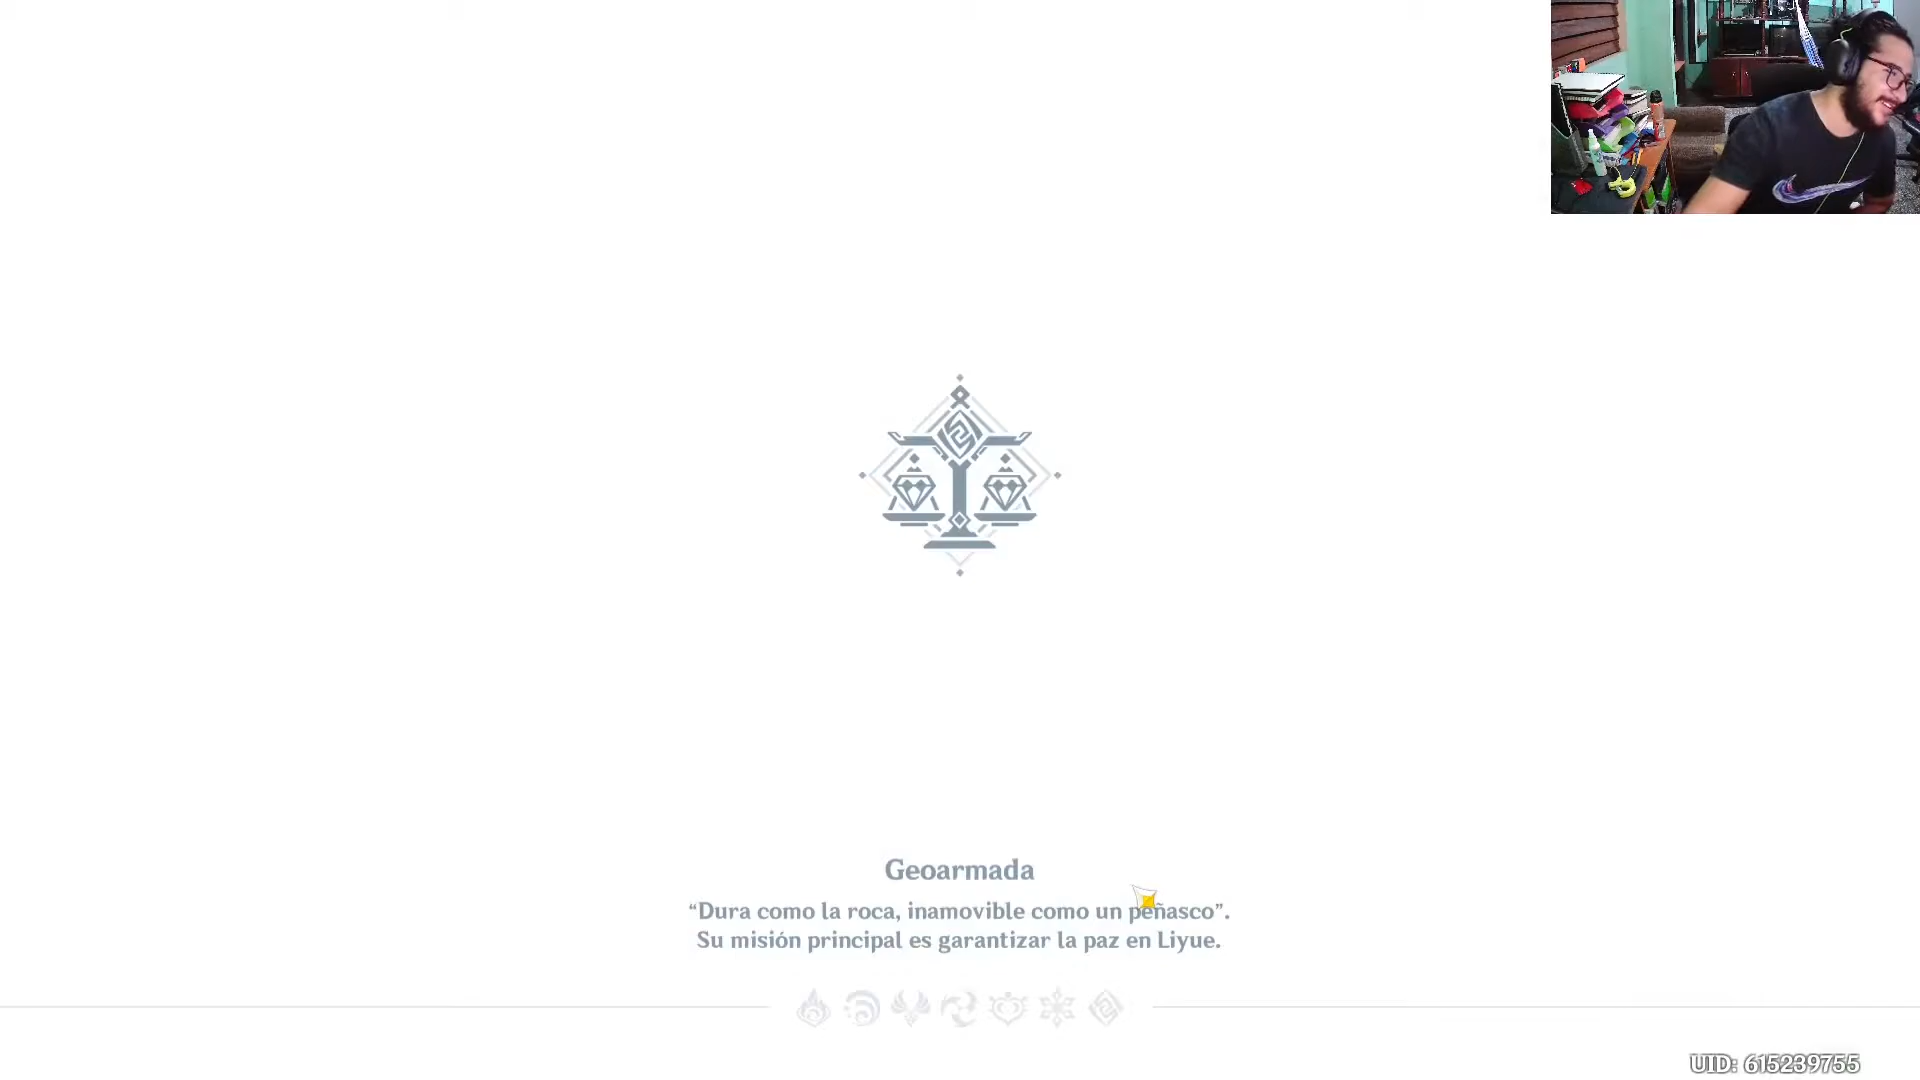 Geoarmada
“Dura como la roca, inamovible como un peñasco”.
Su misión principal es garantizar la paz en Liyue.
UID: 615239755